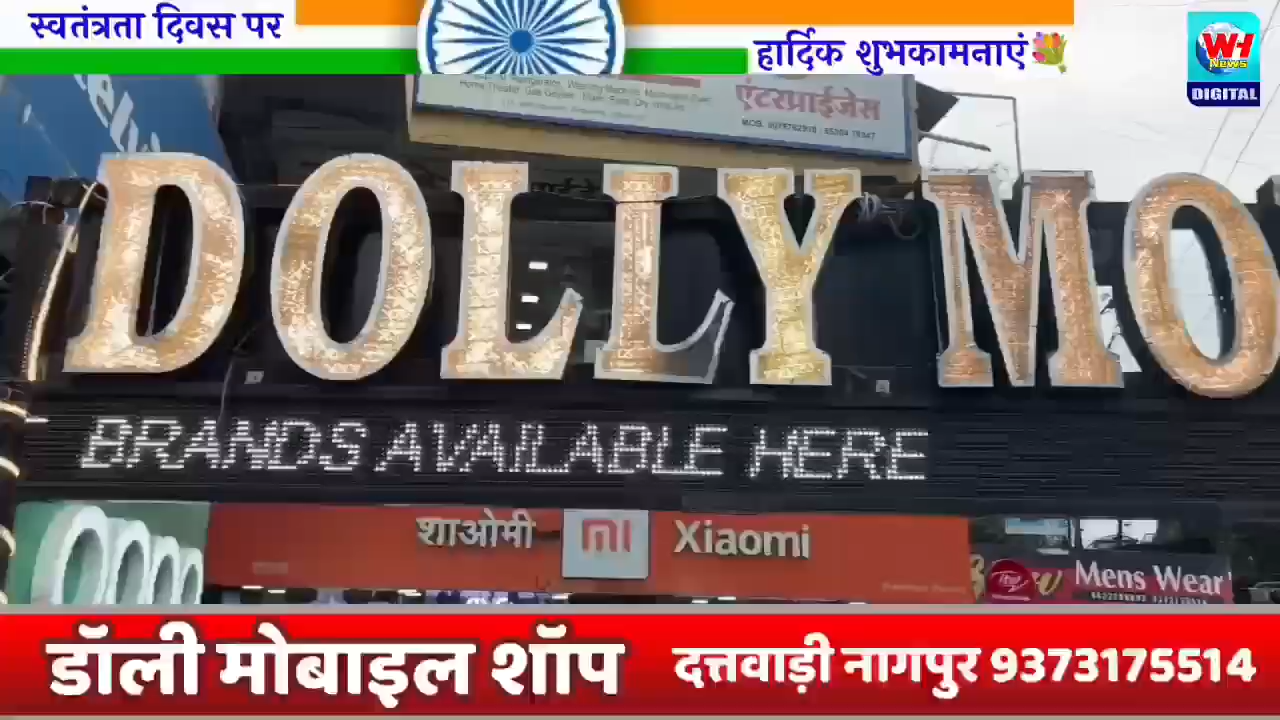 स्वतंत्रता दिवस पर
हार्दिक शुभकामनाएं
WH
News
DIGITAL
एंटरप्राईजेस
DOLLY MO
BRANDS AVAILABLE HERE
शाओमी mi Xiaomi
Mens Wear
डॉली मोबाइल शॉप
दत्तवाड़ी नागपुर 9373175514